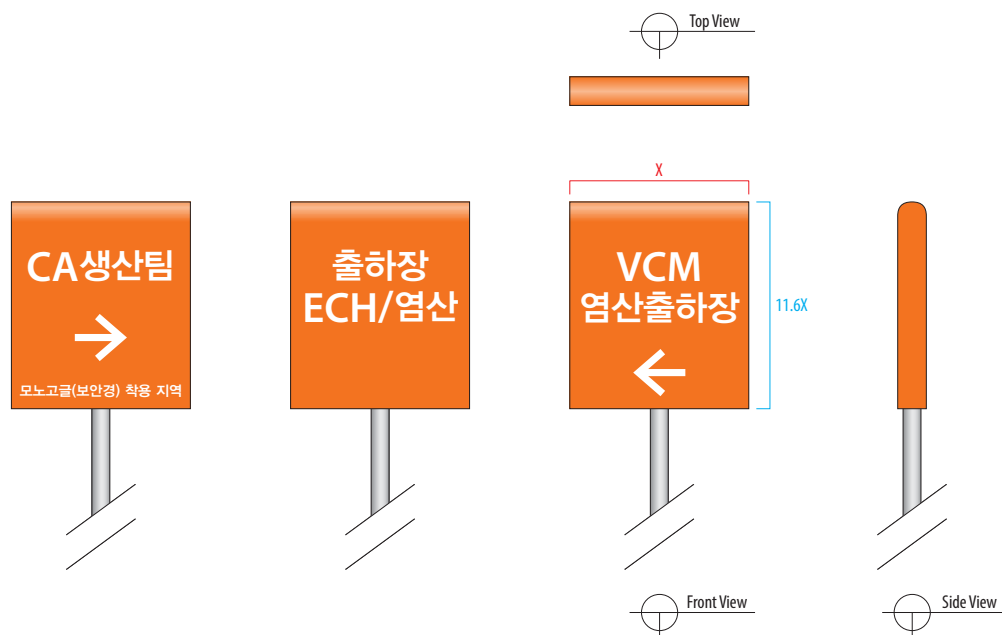 Top View
X
CA생산팀
모노고글(보안경) 착용 지역
출하장
ECH/염산
VCM
염산출하장
11.6X
Front View
Side View